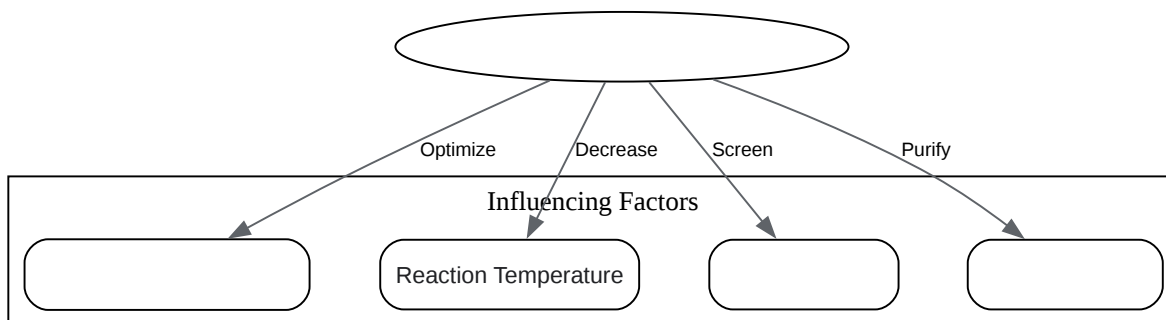 Optimize
Decrease
Screen
Purify
Influencing Factors
Reaction Temperature